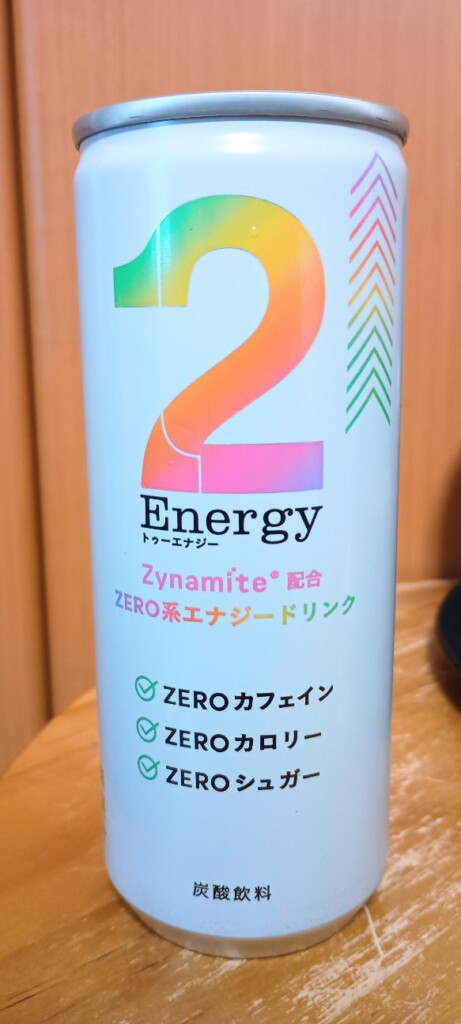 2
Energy
トゥーエナジー
Zynamite® 配合
ZERO系エナジードリンク
ZEROカフェイン
ZEROカロリー
ZEROシュガー
炭酸飲料